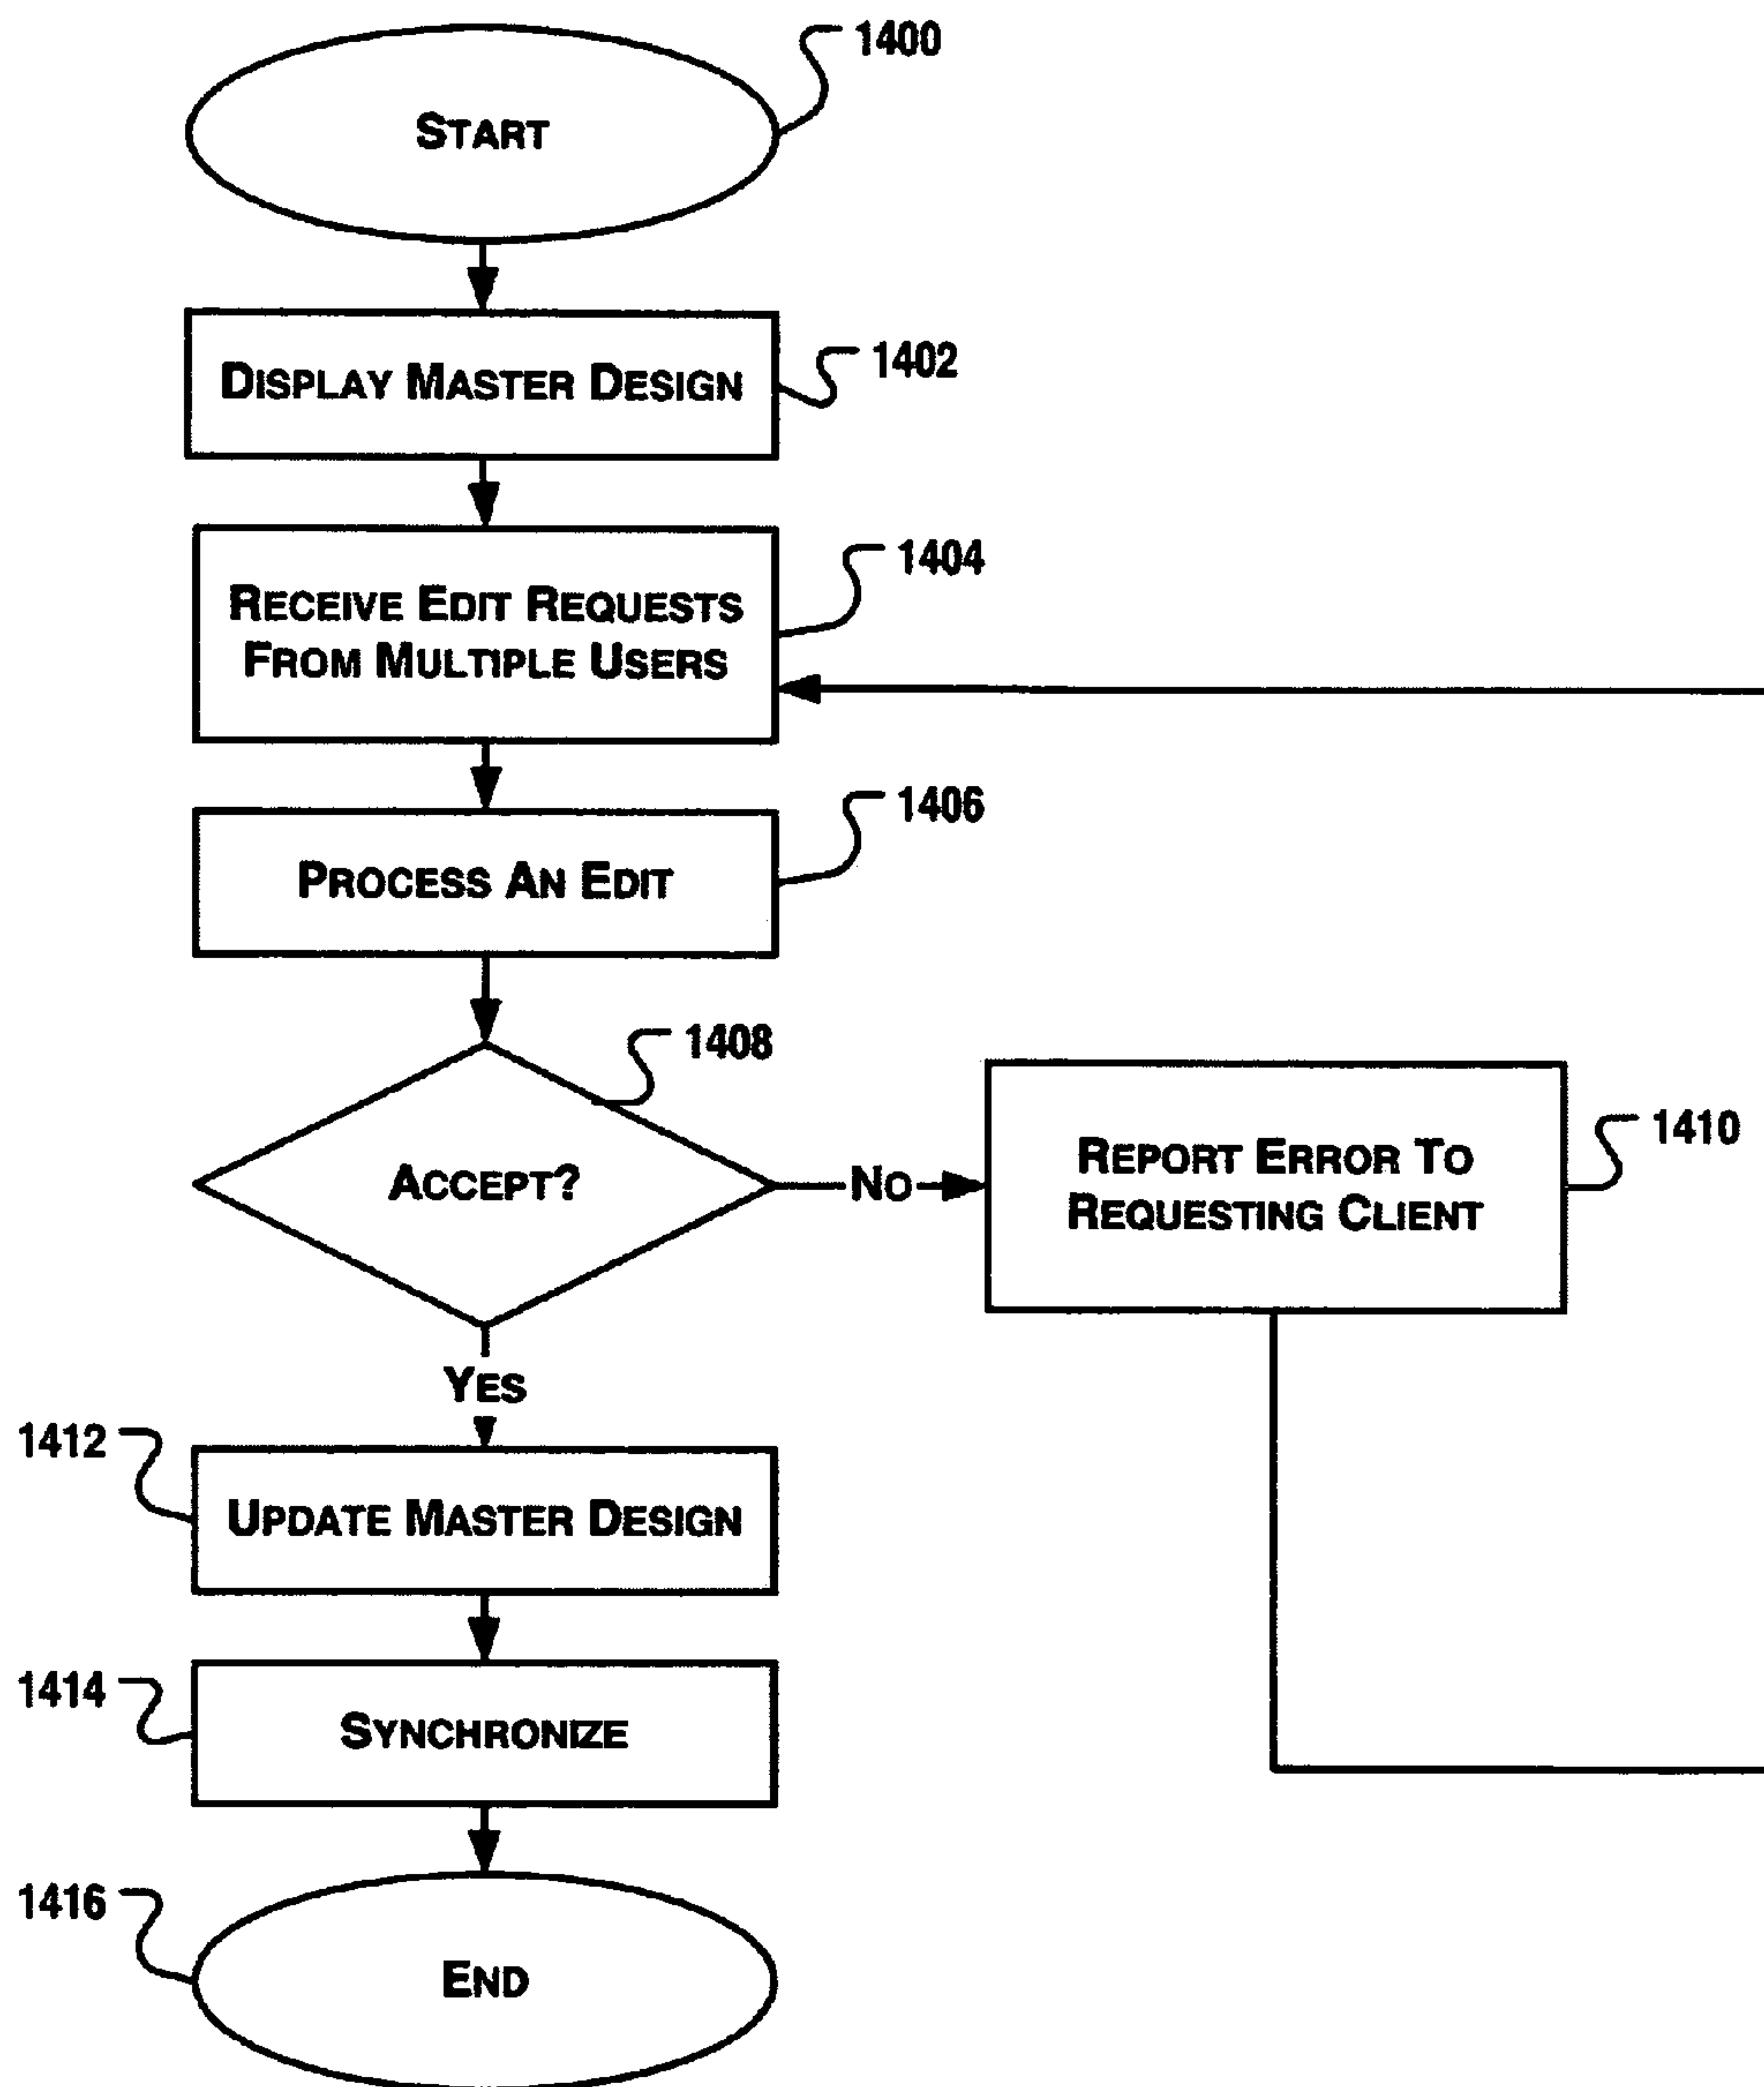 1400
START
1402
DISPLAY MASTER DESIGN
1404
RECEIVE EDIT REQUESTS
FROM MULTIPLE USERS
1406
PROCESS AN EDIT
1408
ACCEPT?
NO
1410
REPORT ERROR TO
REQUESTING CLIENT
YES
1412
UPDATE MASTER DESIGN
1414
SYNCHRONIZE
1416
END